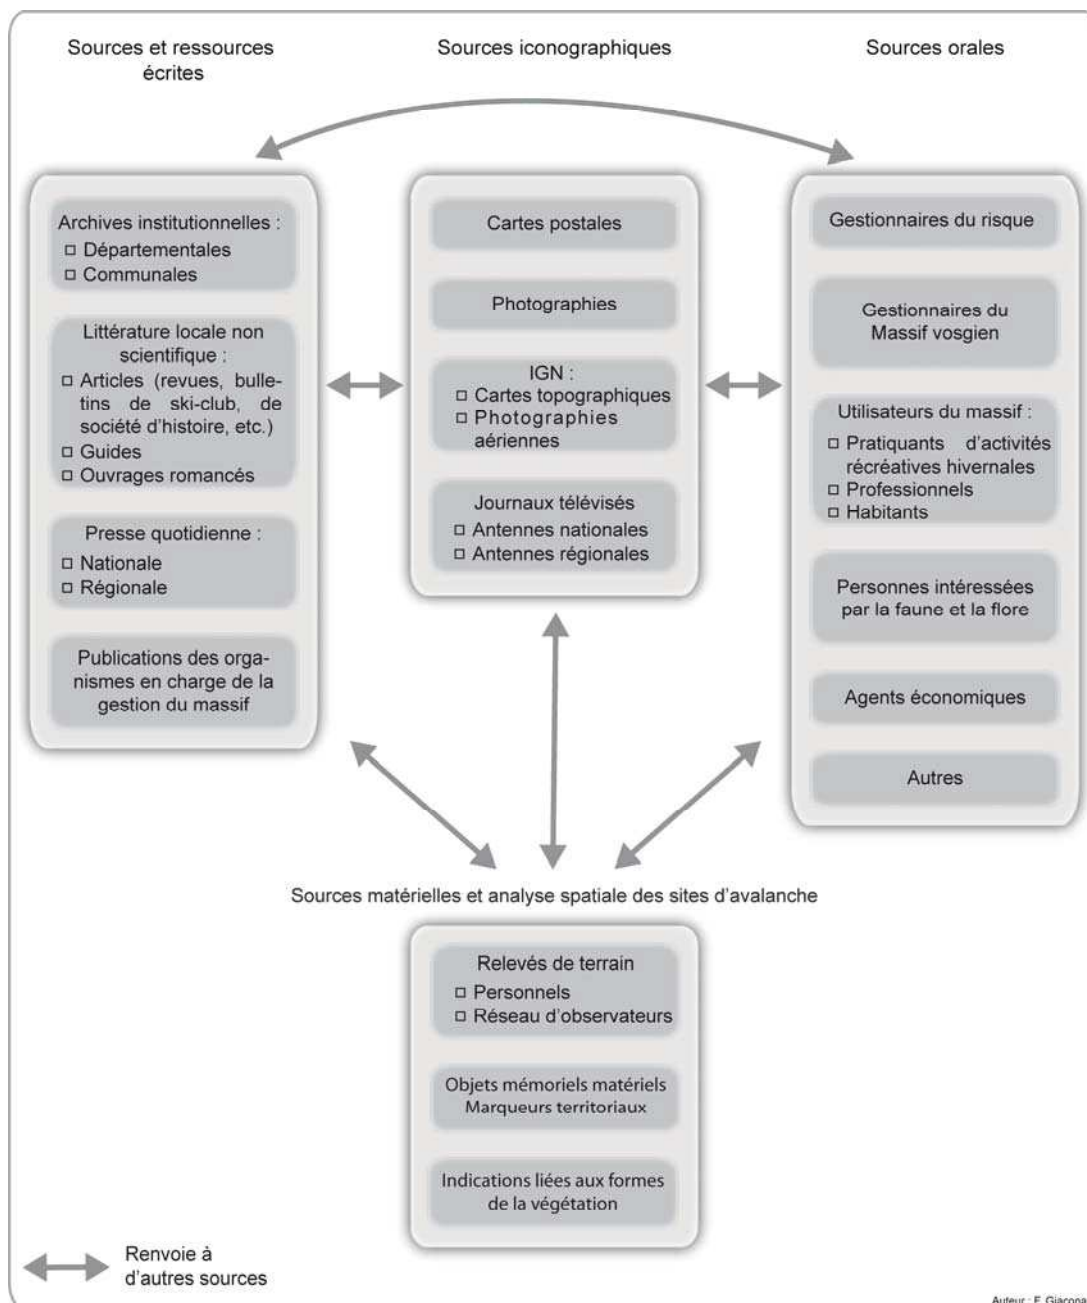 Sources et ressources
écrites
Sources iconographiques
Sources orales
Archives institutionnelles :
□ Départementales
□ Communales
Littérature locale non
scientifique :
□ Articles (revues, bulle-
tins de ski-club, de
société d'histoire, etc.)
□ Guides
□ Ouvrages romancés
Presse quotidienne :
□ Nationale
□ Régionale
Publications des orga-
nismes en charge de la
gestion du massif
Cartes postales
Photographies
IGN :
□ Cartes topographiques
□ Photographies
aériennes
Journaux télévisés
□ Antennes nationales
□ Antennes régionales
Gestionnaires du risque
Gestionnaires du
Massif vosgien
Utilisateurs du massif :
□ Pratiquants d'activités
récréatives hivernales
□ Professionnels
□ Habitants
Personnes intéressées
par la faune et la flore
Agents économiques
Autres
Sources matérielles et analyse spatiale des sites d'avalanche
Relevés de terrain
□ Personnels
□ Réseau d'observateurs
Objets mémoriels matériels
Marqueurs territoriaux
Indications liées aux formes
de la végétation
Renvoie à
d'autres sources
Auteur : F. Giacona